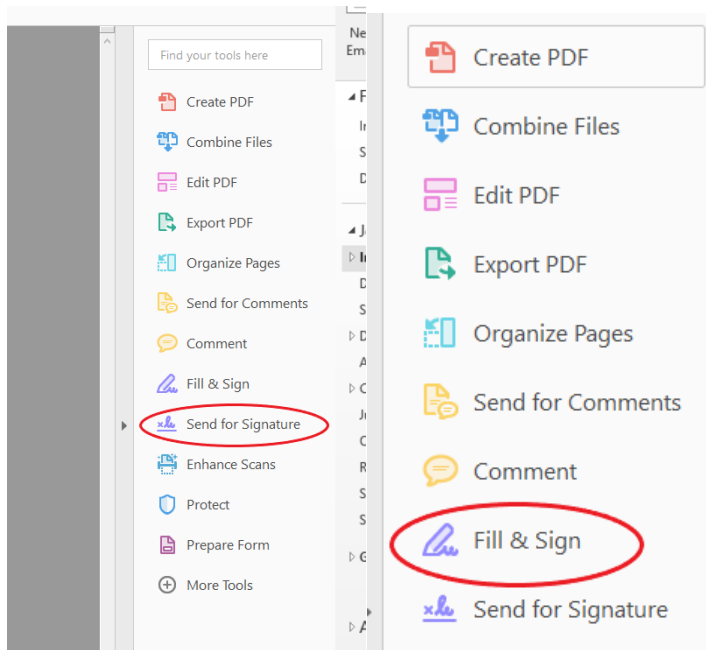 Find your tools here
Create PDF
Combine Files
Edit PDF
Export PDF
Organize Pages
Send for Comments
Comment
Fill & Sign
Send for Signature
Enhance Scans
Protect
Prepare Form
More Tools
Create PDF
Combine Files
Edit PDF
Export PDF
Organize Pages
Send for Comments
Comment
Fill & Sign
Send for Signature